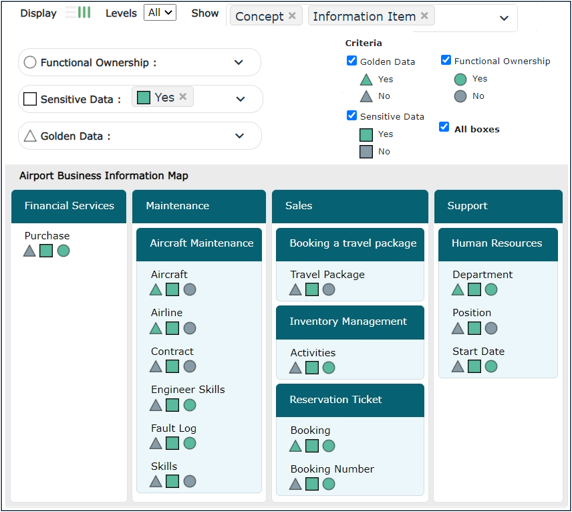 Display Levels All Show Concept × Information Item ×
Criteria
Golden Data
Yes
No
Functional Ownership
Yes
No
Sensitive Data
Yes
No
All boxes
Functional Ownership :
Sensitive Data : Yes ×
Golden Data :
Airport Business Information Map
Financial Services
Purchase
Maintenance
Aircraft Maintenance
Aircraft
Airline
Contract
Engineer Skills
Fault Log
Skills
Sales
Booking a travel package
Travel Package
Inventory Management
Activities
Reservation Ticket
Booking
Booking Number
Support
Human Resources
Department
Position
Start Date